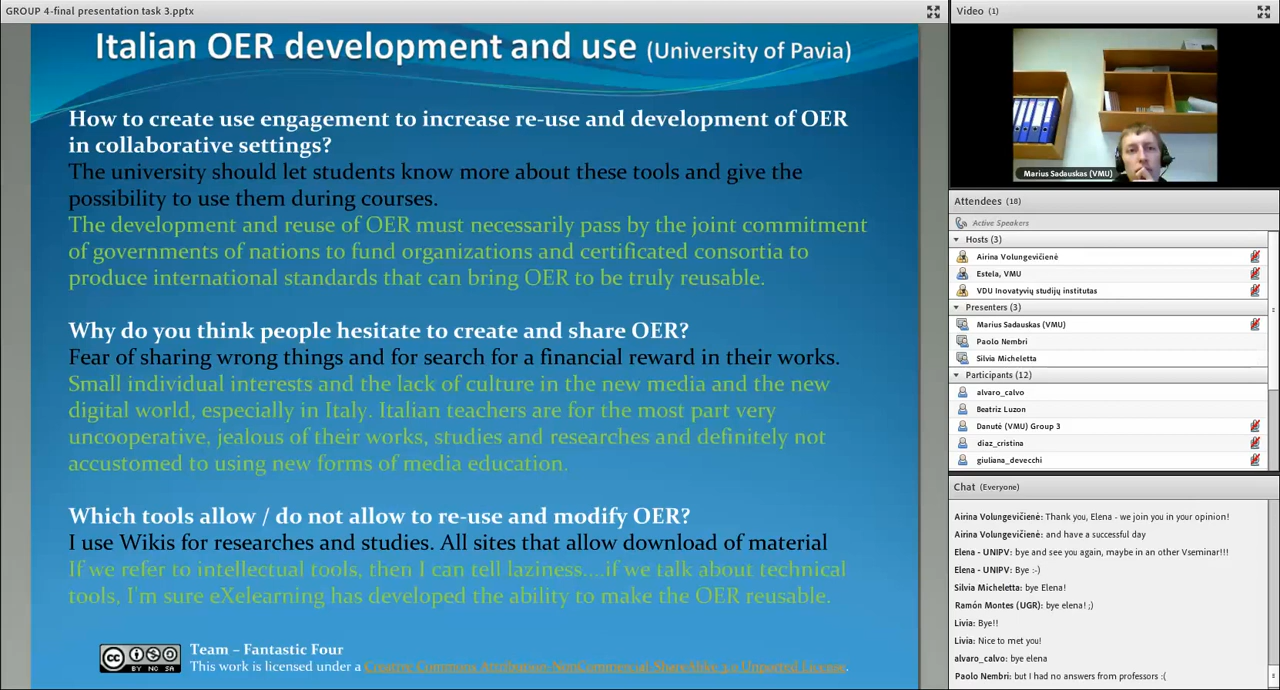 GROUP 4-final presentation task 3.pptx
Italian OER development and use (University of Pavia)
How to create use engagement to increase re-use and development of OER
in collaborative settings?
The university should let students know more about these tools and give the
possibility to use them during courses.
The development and reuse of OER must necessarily pass by the joint commitment
of governments of nations to fund organizations and certificated consortia to
produce international standards that can bring OER to be truly reusable.
Why do you think people hesitate to create and share OER?
Fear of sharing wrong things and for search for a financial reward in their works.
Small individual interests and the lack of culture in the new media and the new
digital world, especially in Italy. Italian teachers are for the most part very
uncooperative, jealous of their works, studies and researches and definitely not
accustomed to using new forms of media education.
Which tools allow / do not allow to re-use and modify OER?
I use Wikis for researches and studies. All sites that allow download of material
If we refer to intellectual tools, then I can tell laziness....if we talk about technical
tools, I'm sure eXelearning has developed the ability to make the OER reusable.
cc BY NC SA
Team – Fantastic Four
This work is licensed under a Creative Commons Attribution-NonCommercial-ShareAlike 3.0 Unported License.
Video (1)
Marius Sadauskas (VMU)
Attendees (18)
Active Speakers
Hosts (3)
Airina Volungevičienė
Estela, VMU
VDU Inovatyvių studijų institutas
Presenters (3)
Marius Sadauskas (VMU)
Paolo Nembri
Silvia Micheletta
Participants (12)
alvaro_calvo
Beatriz Luzon
Danutė (VMU) Group 3
diaz_cristina
giuliana_devecchi
Chat (Everyone)
Airina Volungevičienė: Thank you, Elena - we join you in your opinion!
Airina Volungevičienė: and have a successful day
Elena - UNIPV: bye and see you again, maybe in an other Vseminar!!!
Elena - UNIPV: Bye :-)
Silvia Micheletta: bye Elena!
Ramón Montes (UGR): bye elena! ;)
Livia: Bye!!
Livia: Nice to met you!
alvaro_calvo: bye elena
Paolo Nembri: but I had no answers from professors :(